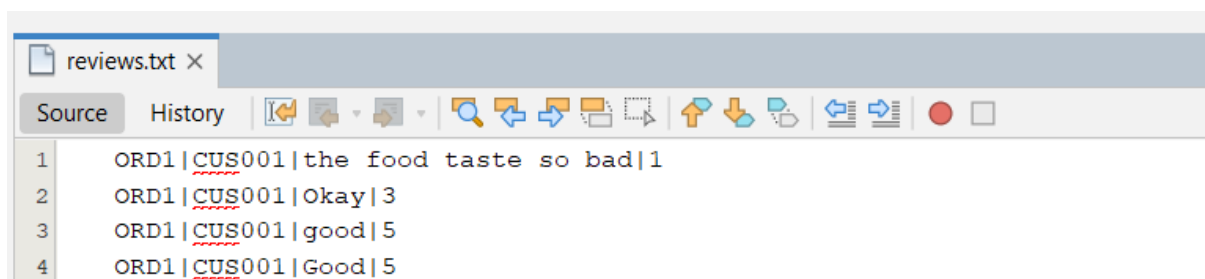 reviews.txt ×
Source History
1 ORD1|CUS001|the food taste so bad|1
2 ORD1|CUS001|Okay|3
3 ORD1|CUS001|good|5
4 ORD1|CUS001|Good|5